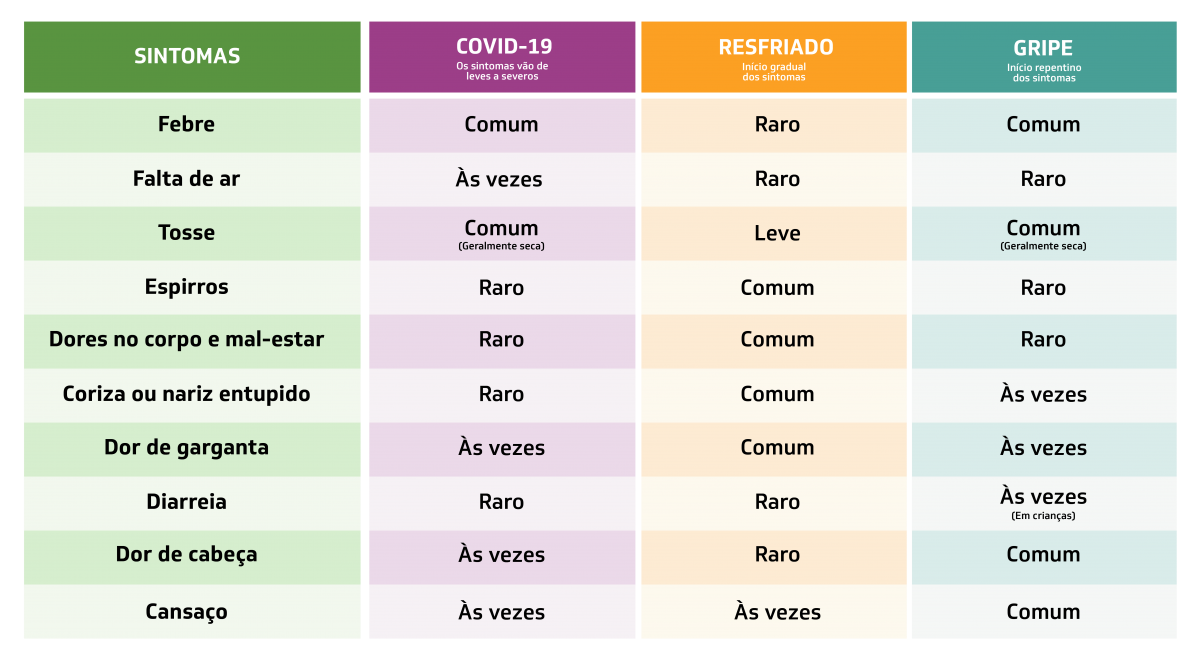 SINTOMAS
COVID-19
Os sintomas vão de
leves a severos
RESFRIADO
Início gradual
dos sintomas
GRIPE
Início repentino
dos sintomas
Febre
Comum
Raro
Comum
Falta de ar
Às vezes
Raro
Raro
Tosse
Comum
(Geralmente seca)
Leve
Comum
(Geralmente seca)
Espirros
Raro
Comum
Raro
Dores no corpo e mal-estar
Raro
Comum
Raro
Coriza ou nariz entupido
Raro
Comum
Às vezes
Dor de garganta
Às vezes
Comum
Às vezes
Diarreia
Raro
Raro
Às vezes
(Em crianças)
Dor de cabeça
Às vezes
Raro
Comum
Cansaço
Às vezes
Às vezes
Comum